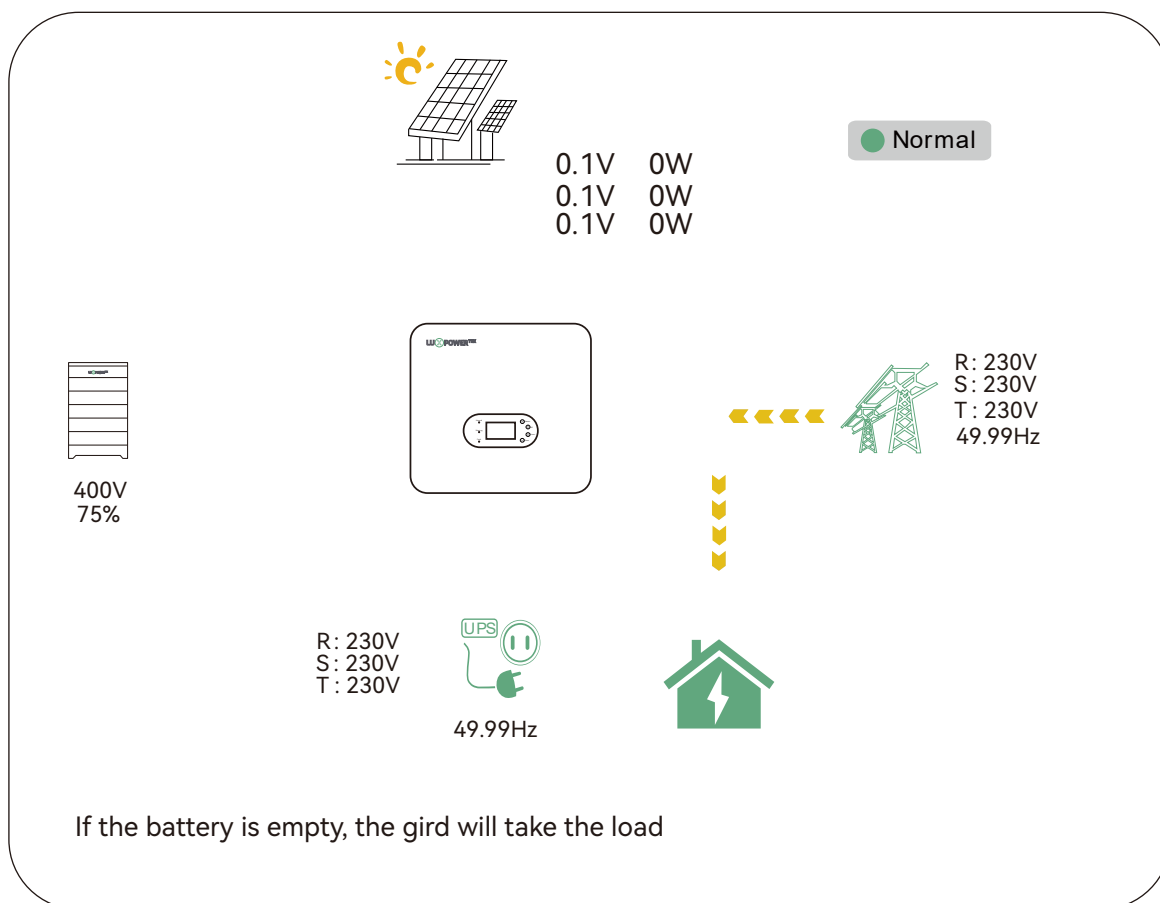 0.1V 0W
Normal
0.1V 0W
0.1V 0W
LUXPOWERTEK
R: 230V
S: 230V
T: 230V
49.99Hz
400V
75%
UPS
R: 230V
S: 230V
T: 230V
49.99Hz
If the battery is empty, the gird will take the load